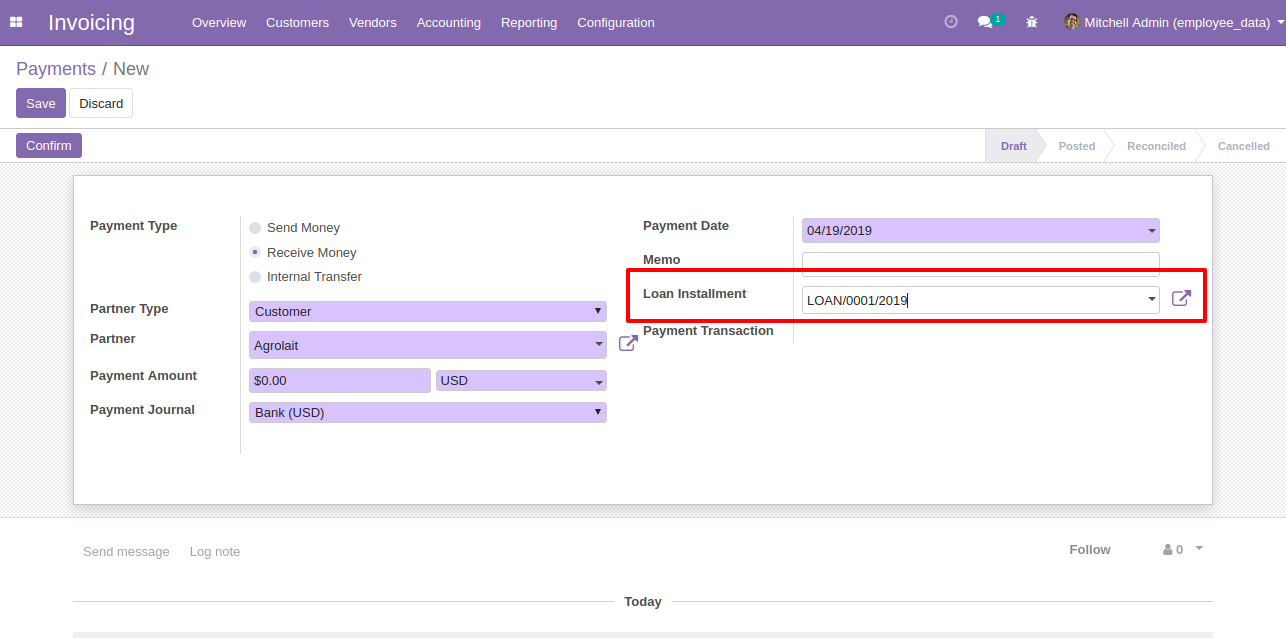 Invoicing Overview Customers Vendors Accounting Reporting Configuration 1 Mitchell Admin (employee_data)
Payments / New
Save Discard
Confirm Draft Posted Reconciled Cancelled
Payment Type
Send Money
Receive Money
Internal Transfer
Partner Type Customer
Partner Agrolait
Payment Amount $0.00 USD
Payment Journal Bank (USD)
Payment Date 04/19/2019
Memo
Loan Installment LOAN/0001/2019
Payment Transaction
Send message Log note Follow 0
Today